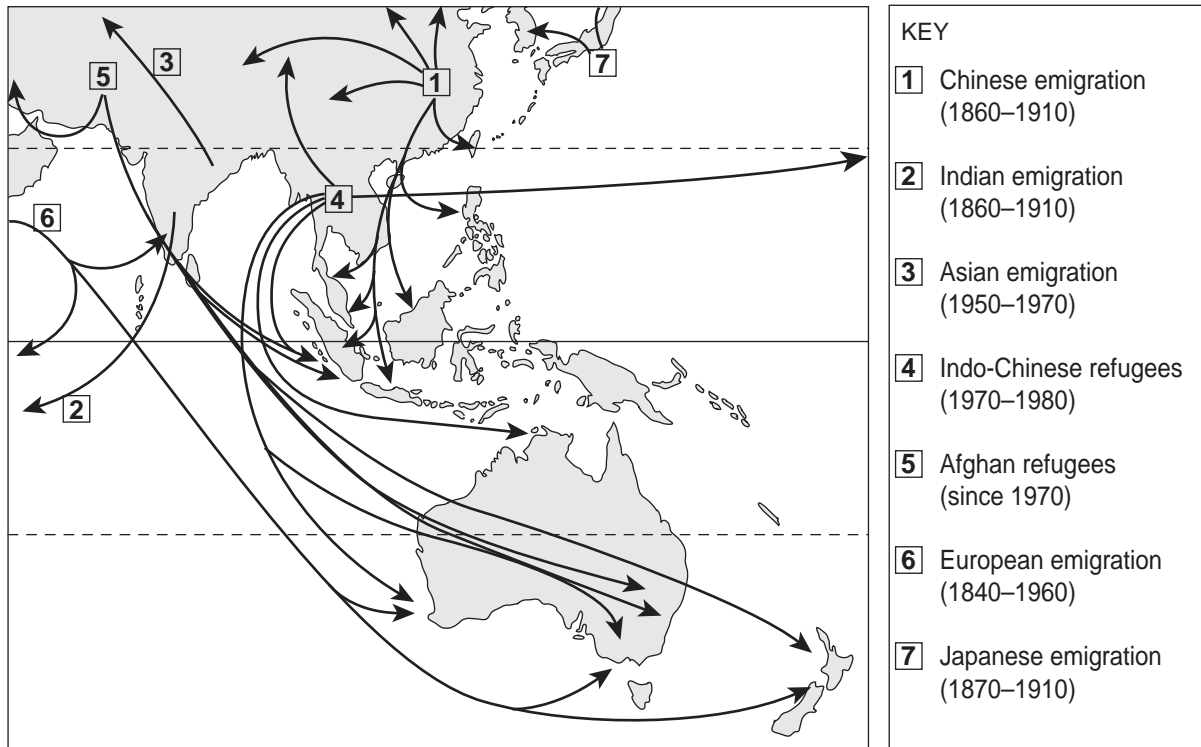 3
7
5
1
4
6
2
KEY
1 Chinese emigration
(1860–1910)
2 Indian emigration
(1860–1910)
3 Asian emigration
(1950–1970)
4 Indo-Chinese refugees
(1970–1980)
5 Afghan refugees
(since 1970)
6 European emigration
(1840–1960)
7 Japanese emigration
(1870–1910)